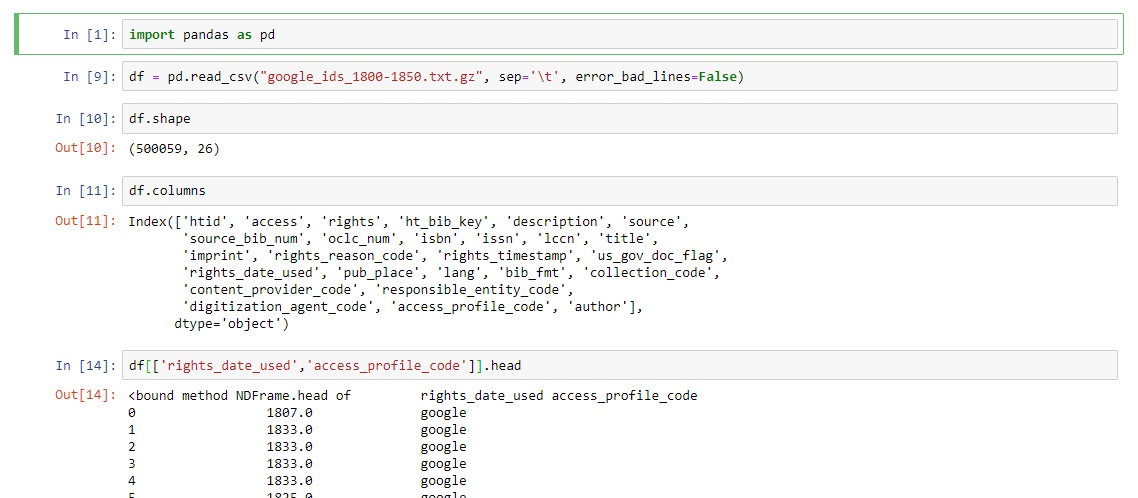 In [1]: import pandas as pd
In [9]: df = pd.read_csv("google_ids_1800-1850.txt.gz", sep='\t', error_bad_lines=False)
In [10]: df.shape
Out[10]: (500059, 26)
In [11]: df.columns
Out[11]: Index(['htid', 'access', 'rights', 'ht_bib_key', 'description', 'source',
'source_bib_num', 'oclc_num', 'isbn', 'issn', 'lccn', 'title',
'imprint', 'rights_reason_code', 'rights_timestamp', 'us_gov_doc_flag',
'rights_date_used', 'pub_place', 'lang', 'bib_fmt', 'collection_code',
'content_provider_code', 'responsible_entity_code',
'digitization_agent_code', 'access_profile_code', 'author'],
dtype='object')
In [14]: df[['rights_date_used','access_profile_code']].head
Out[14]: <bound method NDFrame.head of rights_date_used access_profile_code
0 1807.0 google
1 1833.0 google
2 1833.0 google
3 1833.0 google
4 1833.0 google
5 1825.0 google